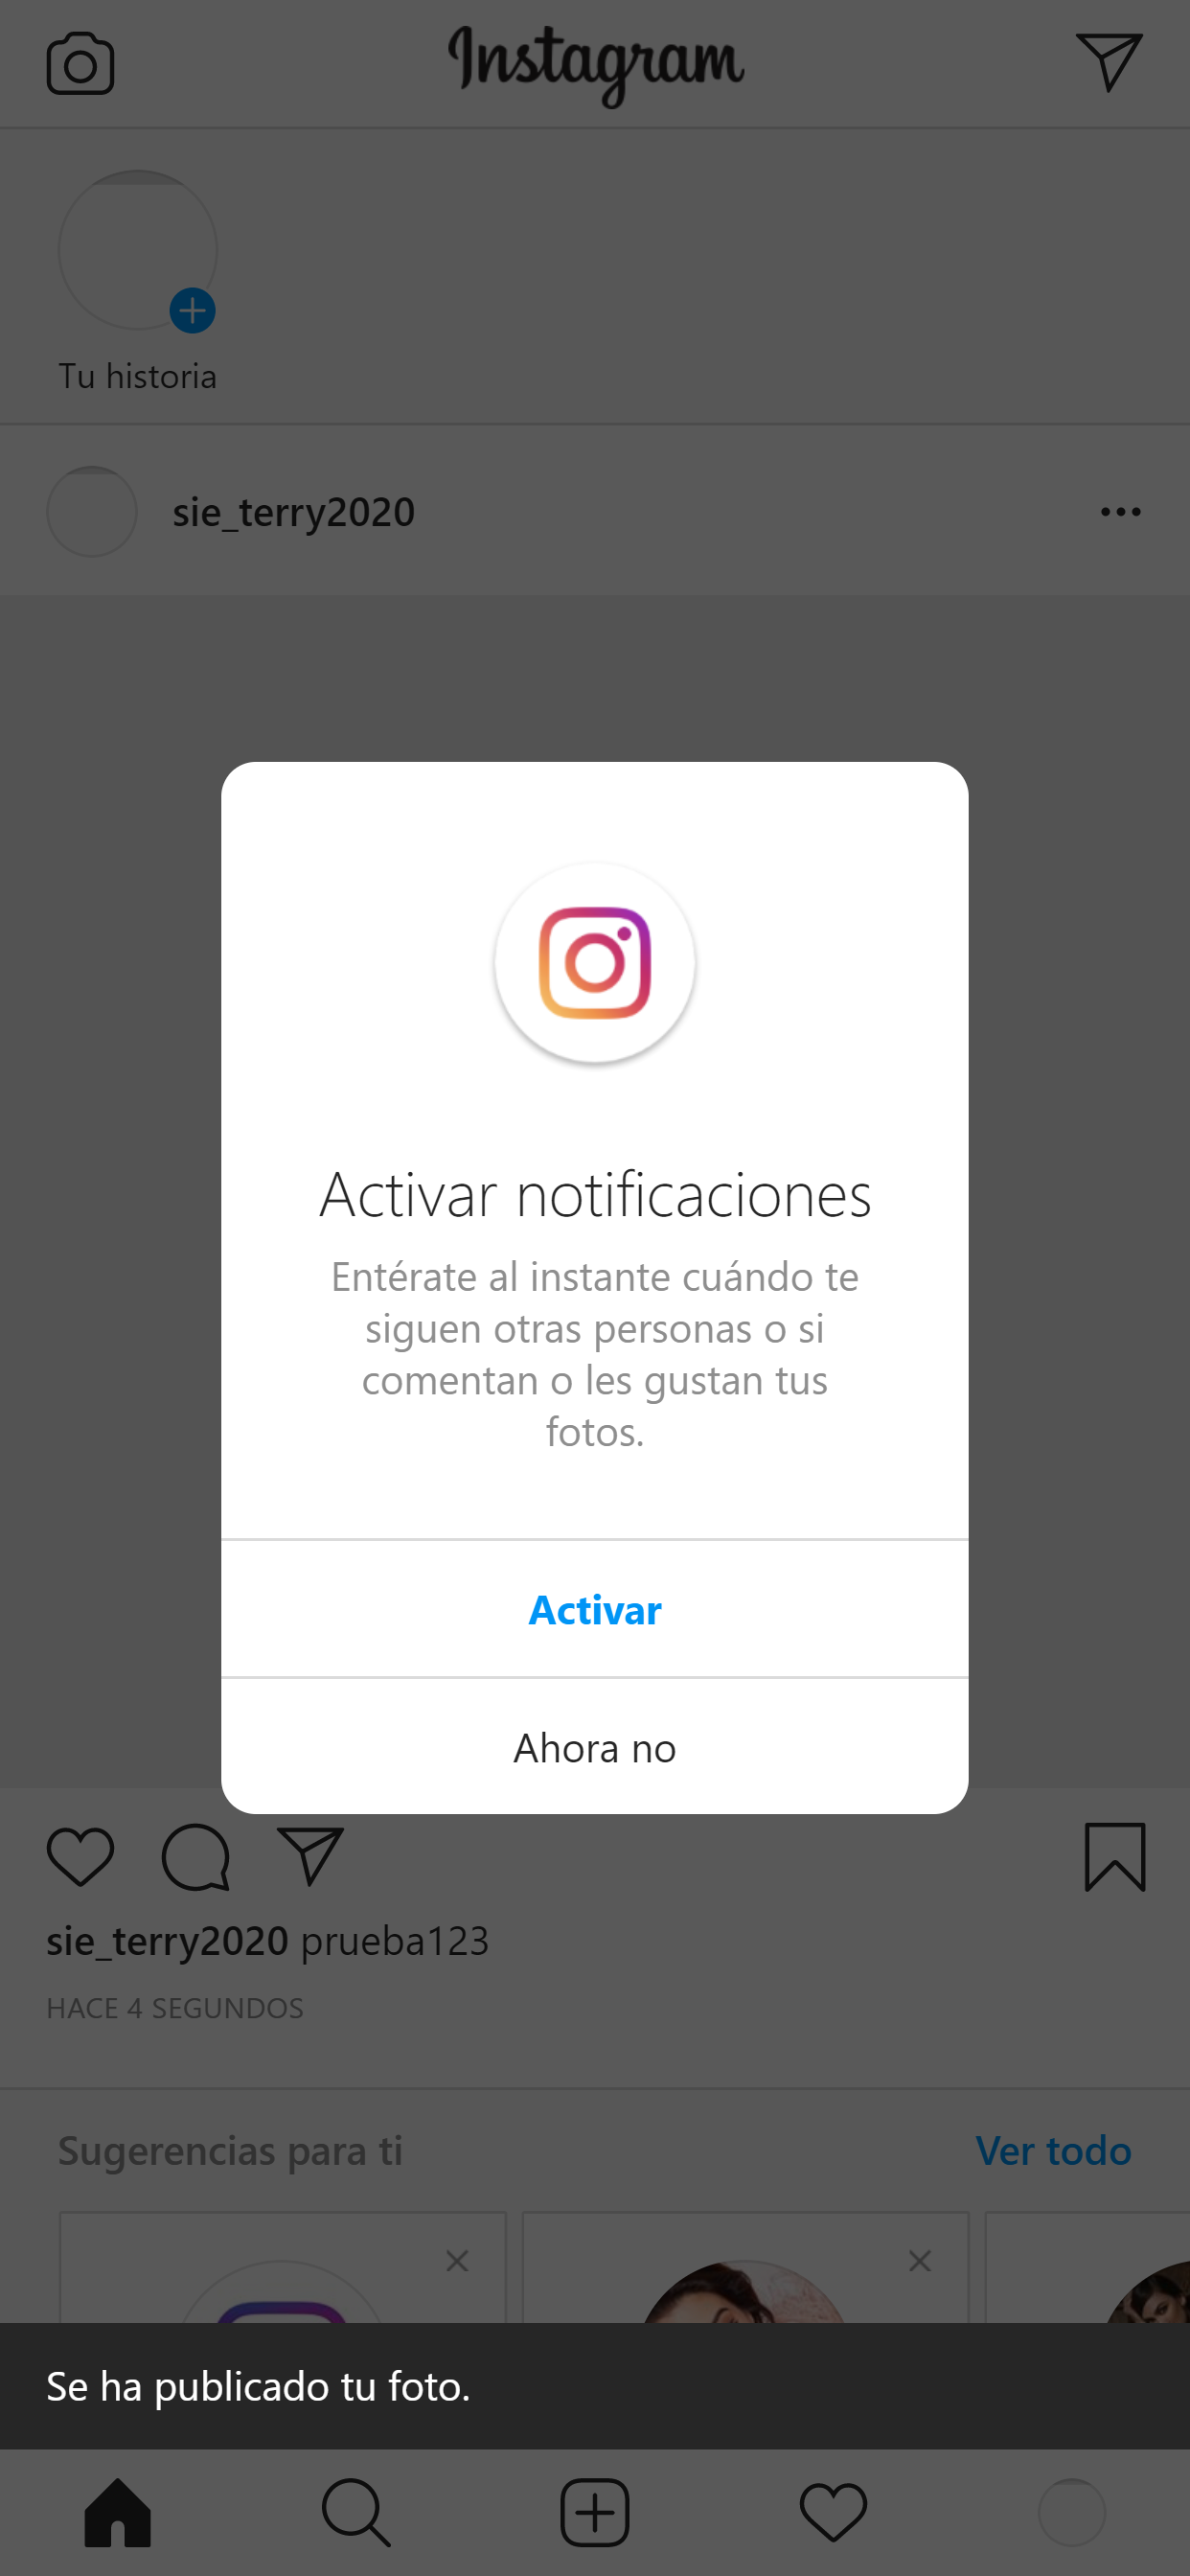 Instagram
Tu historia
sie_terry2020
Activar notificaciones
Entérate al instante cuándo te
siguen otras personas o si
comentan o les gustan tus
fotos.
Activar
Ahora no
sie_terry2020 prueba123
HACE 4 SEGUNDOS
Sugerencias para ti
Ver todo
Se ha publicado tu foto.